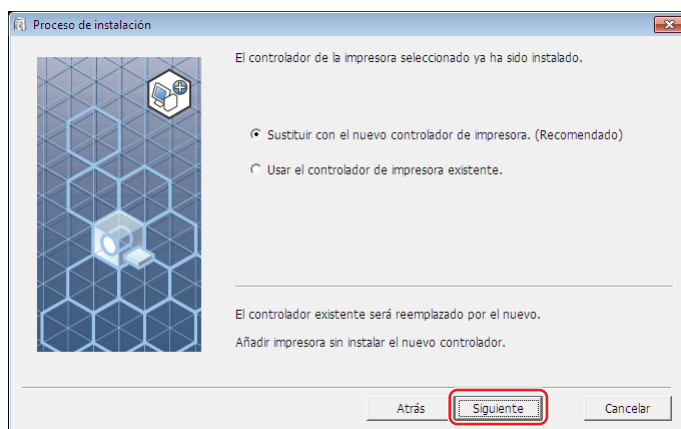 Proceso de instalación
El controlador de la impresora seleccionado ya ha sido instalado.
Sustituir con el nuevo controlador de impresora. (Recomendado)
Usar el controlador de impresora existente.
El controlador existente será reemplazado por el nuevo.
Añadir impresora sin instalar el nuevo controlador.
Atrás
Siguiente
Cancelar